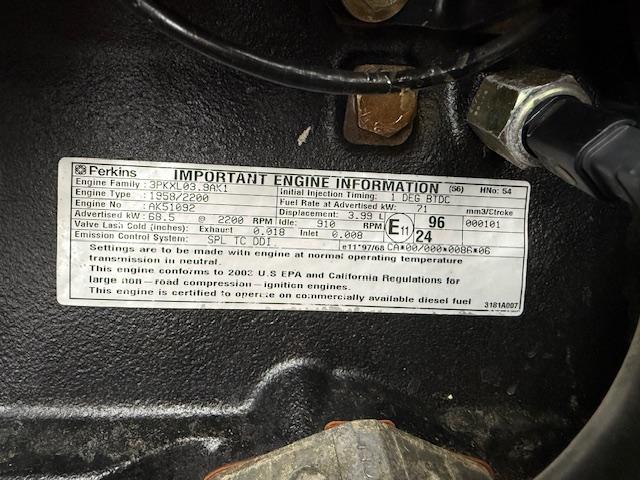 Perkins IMPORTANT ENGINE INFORMATION (S6) HNo: 54
Engine Family : 3PKXL03.9AK1 Initial Injection Timing: 1 DEG BTDC
Engine Type : 1958/2200 Fuel Rate at Advertised kW: 71 mm3/Stroke
Engine No : AK51092 Displacement: 3.99 L E11 96 000101
Advertised kW: 68.5 @ 2200 RPM Idle: 910 RPM 24
Valve Lash Cold (inches): Exhaust 0.018 Inlet 0.008
Emission Control System: SPL TC DDI e11*97/68 CA*00/000*0086*06
Settings are to be made with engine at normal operating temperature
transmission in neutral.
This engine conforms to 2003 U.S EPA and California Regulations for
large non-road compression-ignition engines.
This engine is certified to operate on commercially available diesel fuel
3181A007